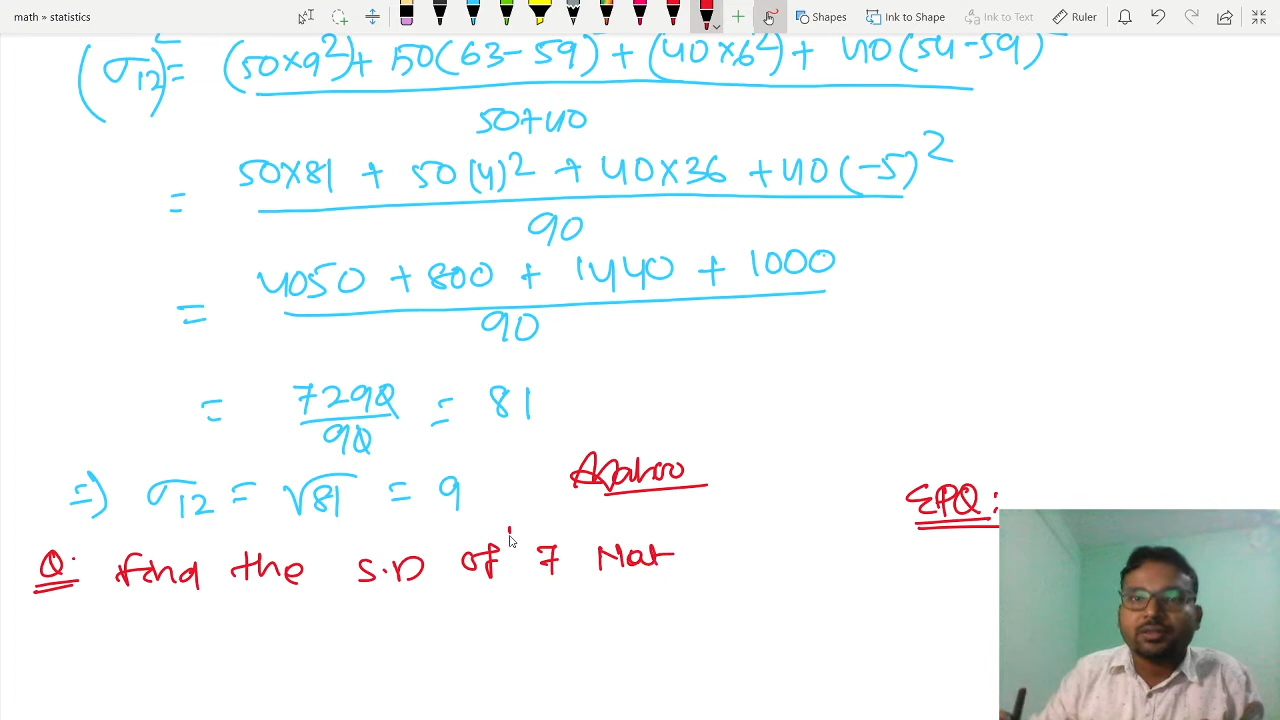 math » statistics
Shapes Ink to Shape Ink to Text Ruler
(σ12)² = (50×9²)+ 50(63-59)² + (40×6²) + 40(54-59)²
50+40
= 50×81 + 50(4)² + 40×36 + 40(-5)²
90
= 4050 + 800 + 1440 + 1000
90
= 7290 = 81
90
=) σ12 = √81 = 9
EPQ:
Q. find the S.D of 7 Nat